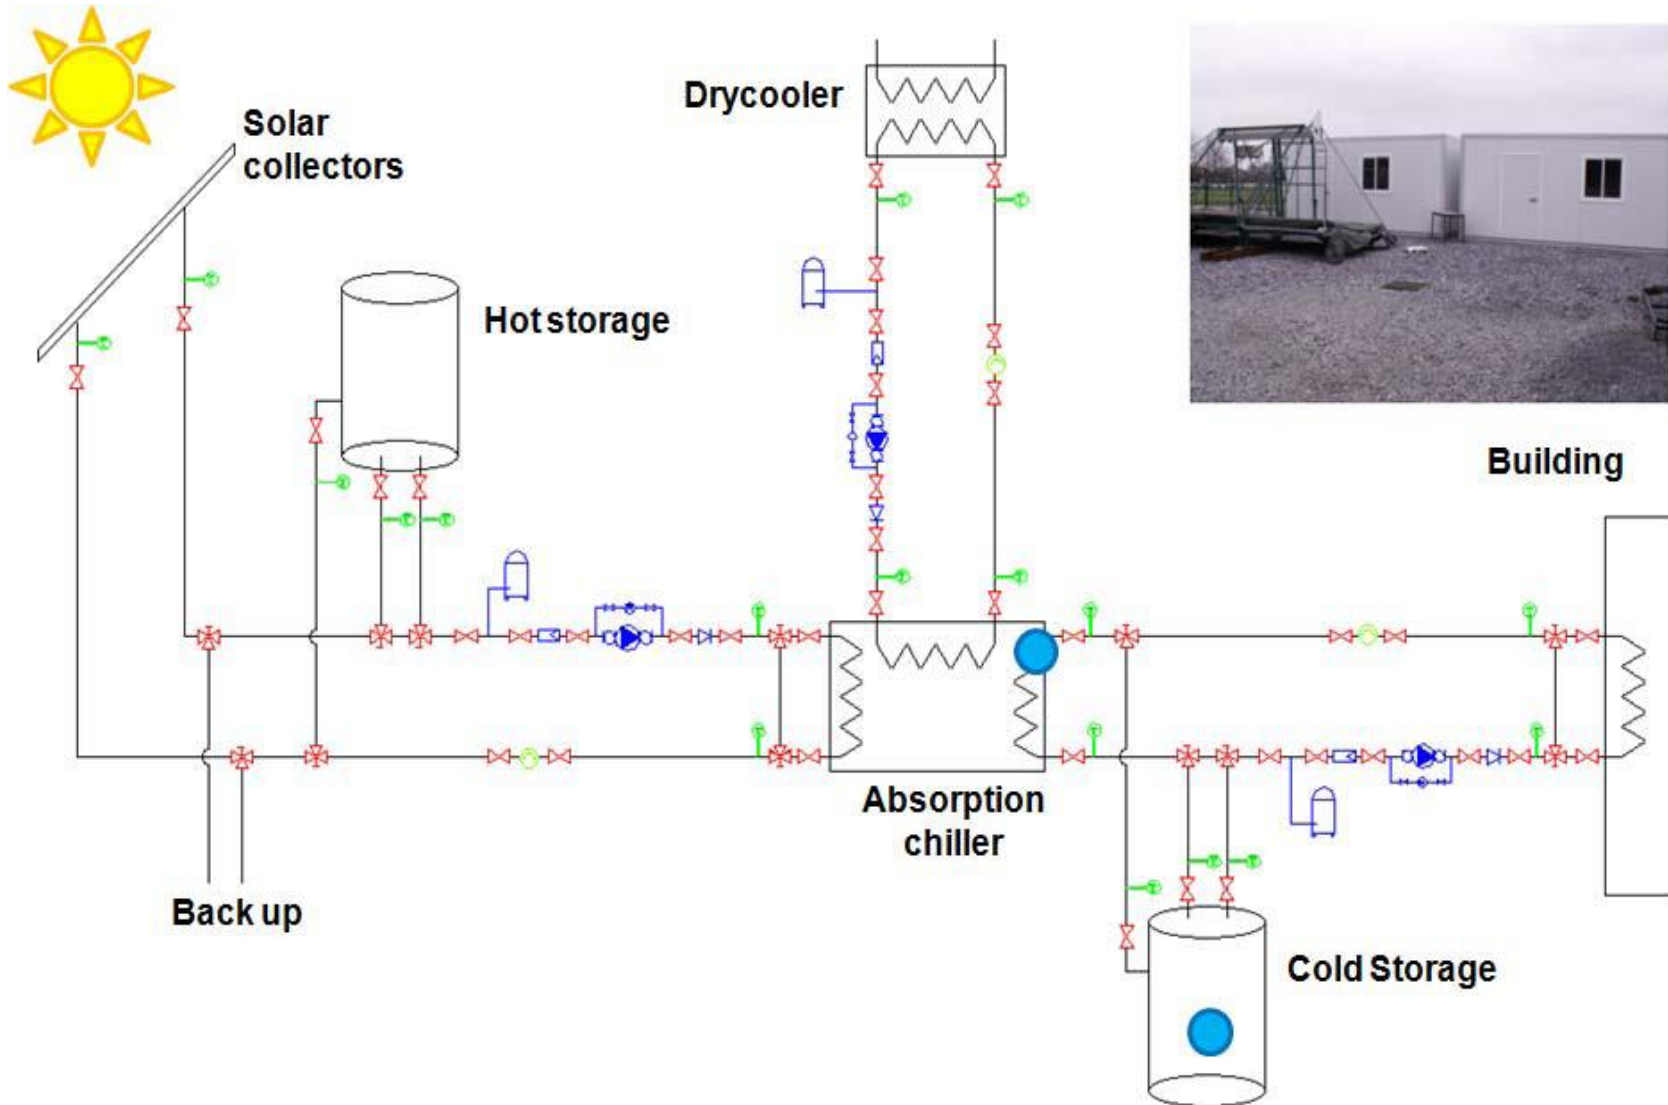 Drycooler
Solar
collectors
Hot storage
Building
Absorption
chiller
Back up
Cold Storage